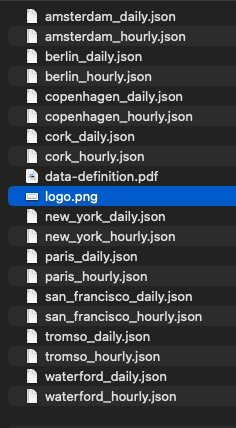 amsterdam_daily.json
amsterdam_hourly.json
berlin_daily.json
berlin_hourly.json
copenhagen_daily.json
copenhagen_hourly.json
cork_daily.json
cork_hourly.json
data-definition.pdf
logo.png
new_york_daily.json
new_york_hourly.json
paris_daily.json
paris_hourly.json
san_francisco_daily.json
san_francisco_hourly.json
tromso_daily.json
tromso_hourly.json
waterford_daily.json
waterford_hourly.json